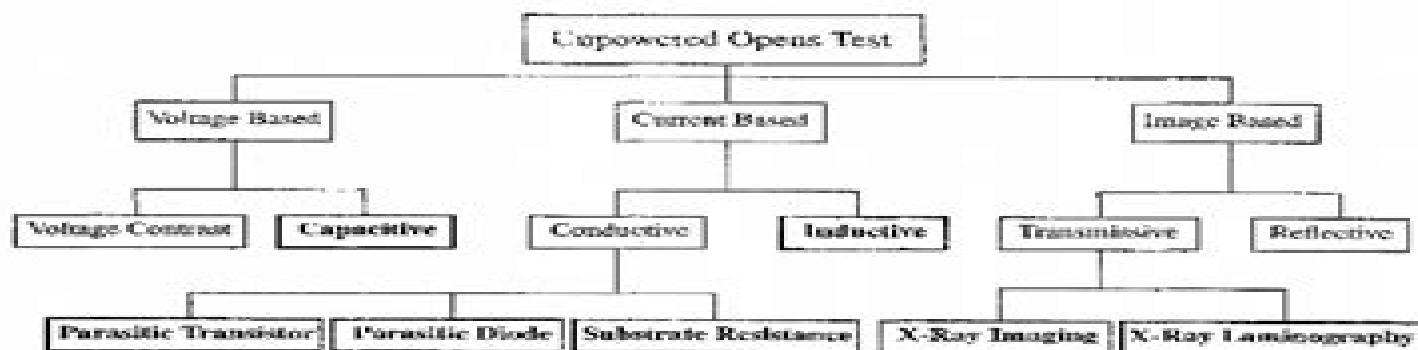 Unpowered Opens Test
Voltage Based
Current Based
Image Based
Voltage Contrast
Capacitive
Conductive
Inductive
Transmissive
Reflective
Parasitic Transistor
Parasitic Diode
Substrate Resistance
X-Ray Imaging
X-Ray Laminography